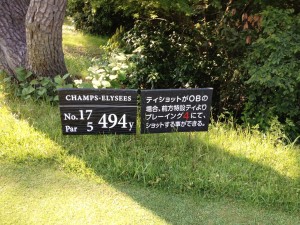 CHAMPS-ELYSEES
No. 17
Par 5 494y
ティショットがOBの
場合、前方特設ティより
プレーイング4にて、
ショットする事ができる。